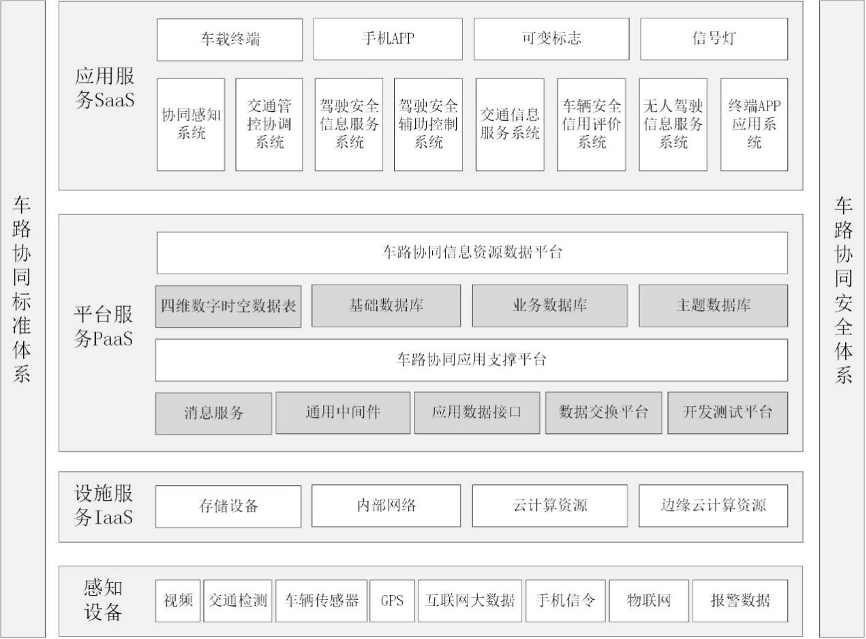 车路协同标准体系
应用服
务SaaS
车载终端
手机APP
可变标志
信号灯
协同感知
系统
交通管
控协调
系统
驾驶安全
信息服务
系统
驾驶安全
辅助控制
系统
交通信息
服务系统
车辆安全
信用评价
系统
无人驾驶
信息服务
系统
终端APP
应用系
统
平台服
务PaaS
车路协同信息资源数据平台
四维数字时空数据表
基础数据库
业务数据库
主题数据库
车路协同应用支撑平台
消息服务
通用中间件
应用数据接口
数据交换平台
开发测试平台
设施服
务IaaS
存储设备
内部网络
云计算资源
边缘云计算资源
感知
设备
视频
交通检测
车辆传感器
GPS
互联网大数据
手机信令
物联网
报警数据
车路协同安全体系